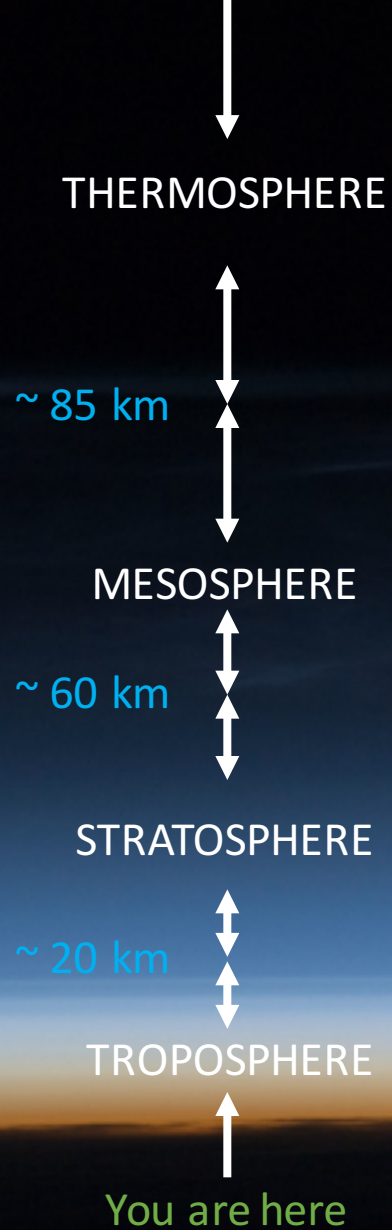 THERMOSPHERE
~ 85 km
MESOSPHERE
~ 60 km
STRATOSPHERE
~ 20 km
TROPOSPHERE
You are here